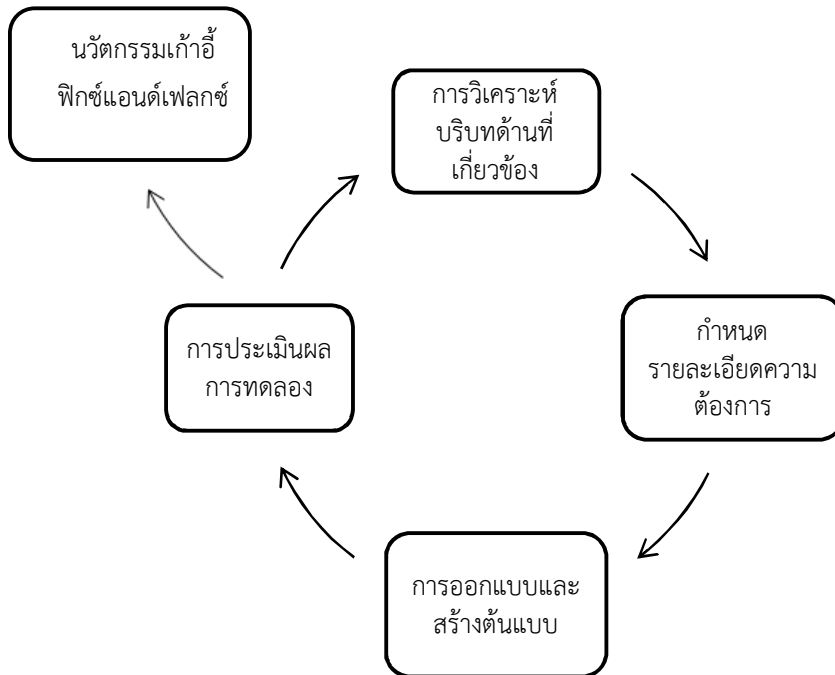 นวัตกรรมเก้าอี้
ฟิกซ์แอนด์เฟลกซ์
การวิเคราะห์
บริบทด้านที่
เกี่ยวข้อง
กำหนด
รายละเอียดความ
ต้องการ
การออกแบบและ
สร้างต้นแบบ
การประเมินผล
การทดลอง